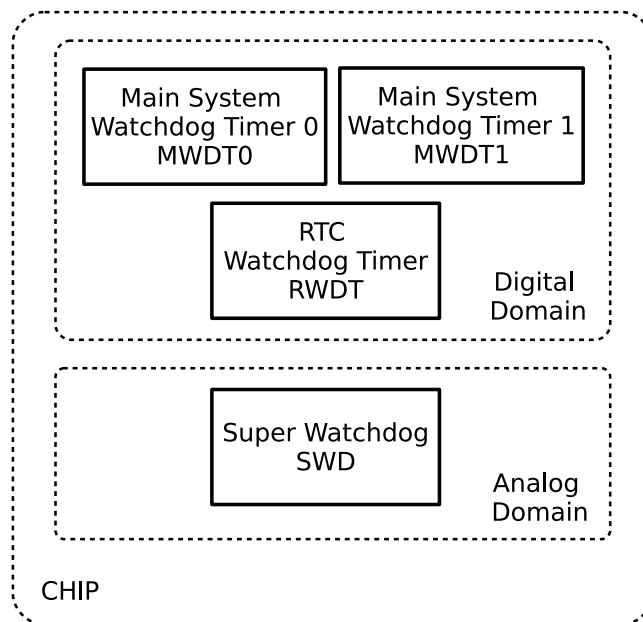 Main System
Watchdog Timer 0
MWDT0
Main System
Watchdog Timer 1
MWDT1
RTC
Watchdog Timer
RWDT
Digital
Domain
Super Watchdog
SWD
Analog
Domain
CHIP